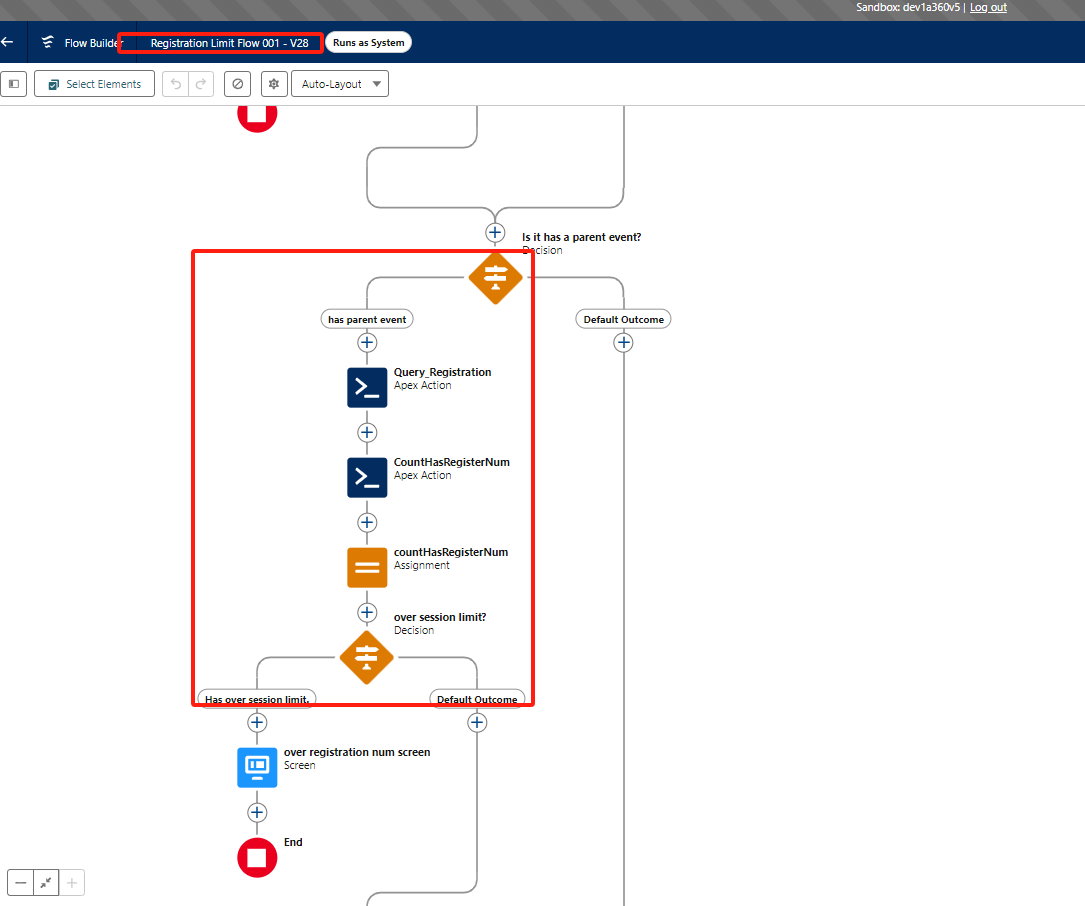 Sandbox: dev1a360v5 | Log out
Flow Builder
Registration Limit Flow 001 - V28
Runs as System
Select Elements
Auto-Layout
Is it has a parent event?
Decision
has parent event
Default Outcome
Query_Registration
Apex Action
CountHasRegisterNum
Apex Action
countHasRegisterNum
Assignment
over session limit?
Decision
Has over session limit.
Default Outcome
over registration num screen
Screen
End